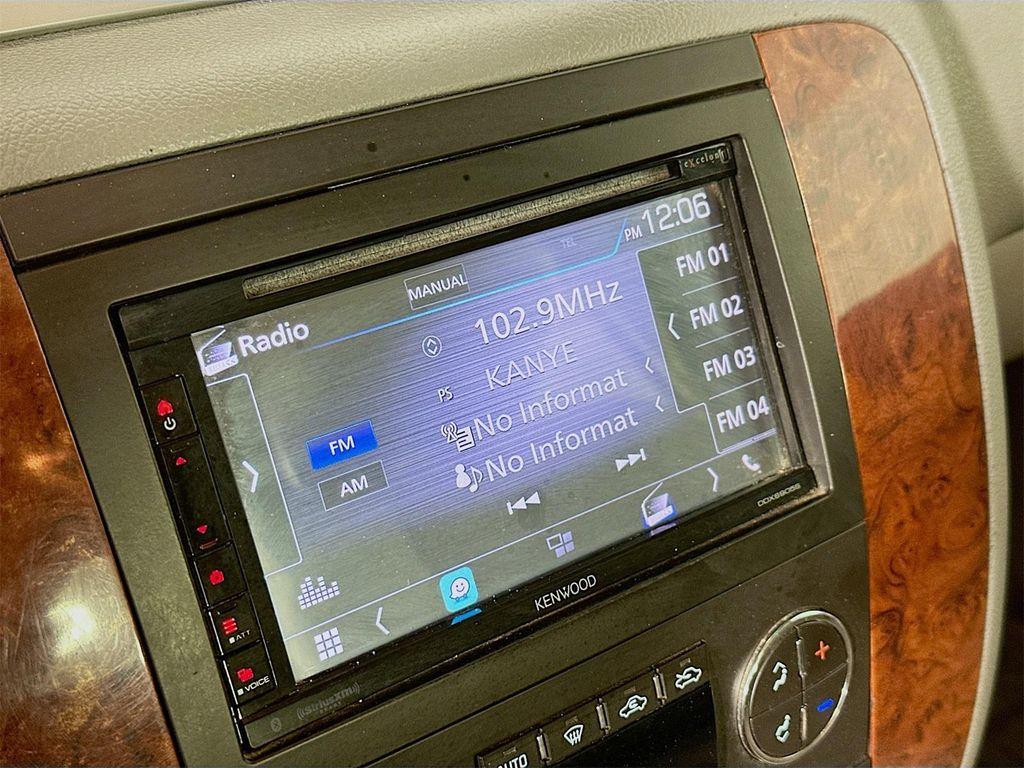 eXcelon
TEL
PM 12:06
MANUAL
Radio
102.9MHz
PS KANYE
No Informat
No Informat
FM
AM
FM 01
FM 02
FM 03
FM 04
ATT
VOICE
KENWOOD
((SiriusXM))
AUTO